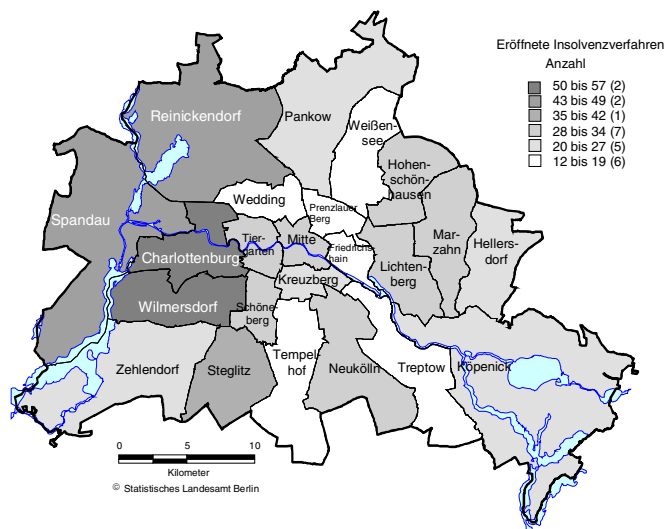 Eröffnete Insolvenzverfahren
Anzahl
50 bis 57 (2)
43 bis 49 (2)
35 bis 42 (1)
28 bis 34 (7)
20 bis 27 (5)
12 bis 19 (6)
Reinickendorf
Pankow
Weißen-
see
Hohen-
schön-
hausen
Wedding
Prenzlauer
Berg
Spandau
Tier-
garten
Mitte
Friedrichs-
hain
Mar-
zahn
Hellers-
dorf
Charlottenburg
Lichten-
berg
Kreuzberg
Wilmersdorf
Schöne-
berg
Zehlendorf
Steglitz
Tempel-
hof
Neukölln
Treptow
Köpenick
0 5 10
Kilometer
© Statistisches Landesamt Berlin